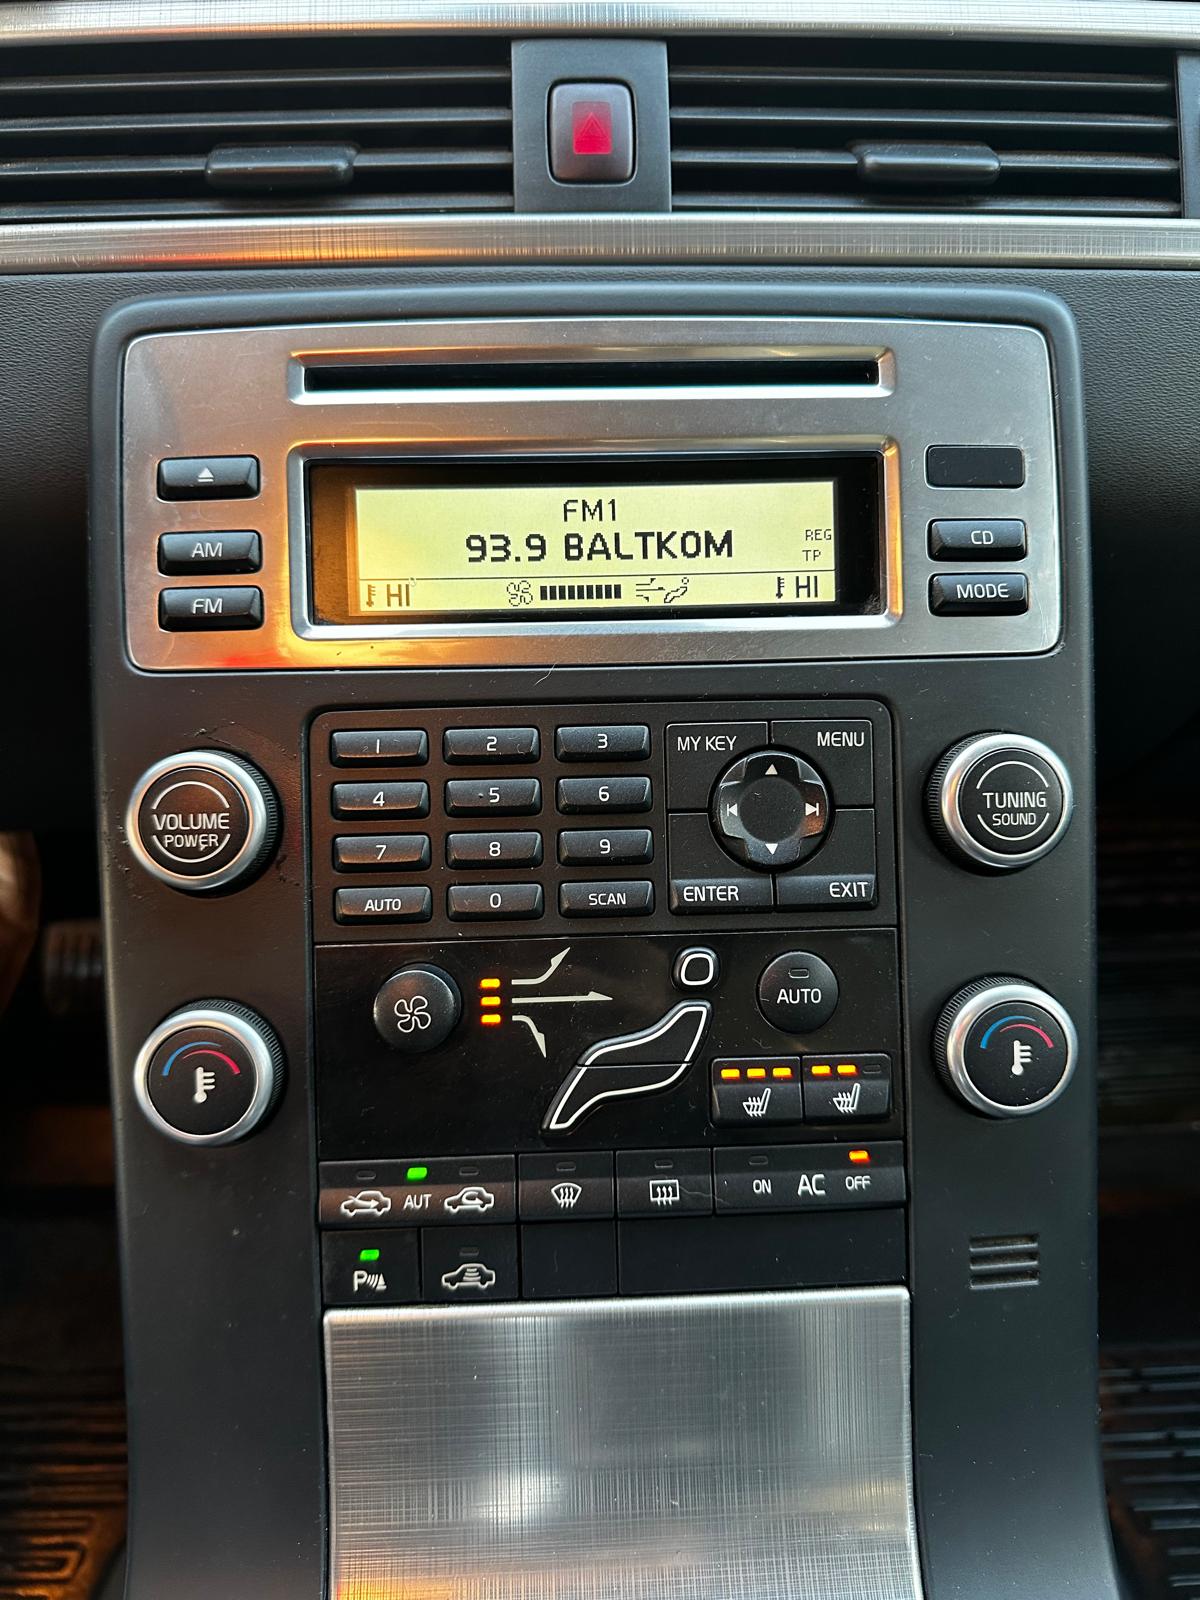 FM1
93.9 BALTKOM
REG
TP
HI
HI
AM
FM
CD
MODE
VOLUME
POWER
1
2
3
4
5
6
7
8
9
AUTO
0
SCAN
MY KEY
MENU
ENTER
EXIT
TUNING
SOUND
AUTO
AUT
ON
AC
OFF
P